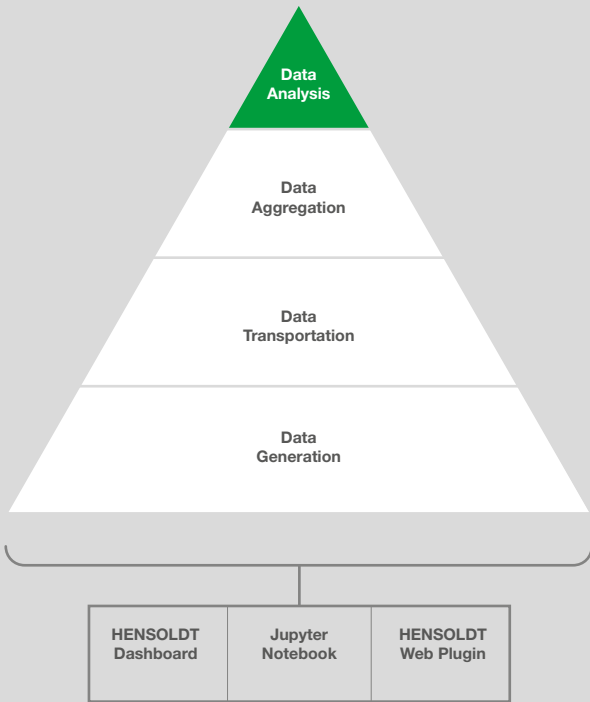 Data
Analysis
Data
Aggregation
Data
Transportation
Data
Generation
HENSOLDT
Dashboard
Jupyter
Notebook
HENSOLDT
Web Plugin